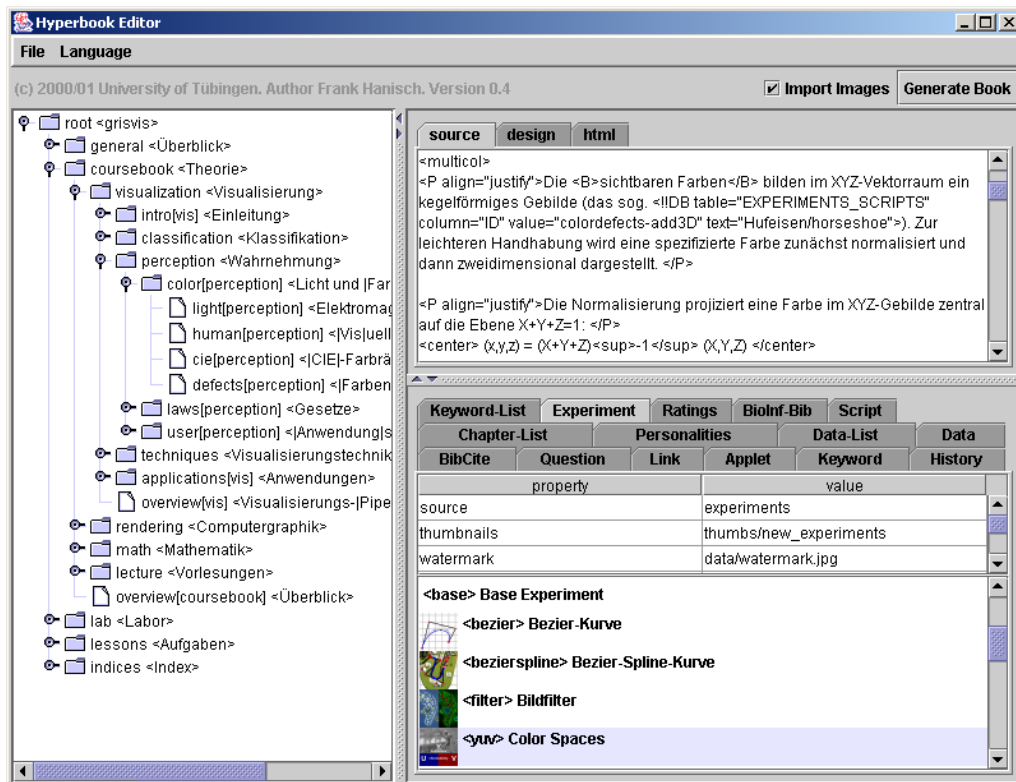 Hyperbook Editor
File Language
(c) 2000/01 University of Tübingen. Author Frank Hanisch. Version 0.4
Import Images
Generate Book
root <grisvis>
general <Überblick>
coursebook <Theorie>
visualization <Visualisierung>
intro[vis] <Einleitung>
classification <Klassifikation>
perception <Wahrnehmung>
color[perception] <Licht und |Far
light[perception] <Elektromag
human[perception] <|Vis|uell
cie[perception] <|CIE|-Farbrä
defects[perception] <|Farben
laws[perception] <Gesetze>
user[perception] <|Anwendung|s
techniques <Visualisierungstechnik
applications[vis] <Anwendungen>
overview[vis] <Visualisierungs-|Pipe
rendering <Computergraphik>
math <Mathematik>
lecture <Vorlesungen>
overview[coursebook] <Überblick>
lab <Labor>
lessons <Aufgaben>
indices <Index>
source design html
<multicol>
<P align="justify">Die <B>sichtbaren Farben</B> bilden im XYZ-Vektorraum ein
kegelförmiges Gebilde (das sog. <!!DB table="EXPERIMENTS_SCRIPTS"
column="ID" value="colordefects-add3D" text="Hufeisen/horseshoe">). Zur
leichteren Handhabung wird eine spezifizierte Farbe zunächst normalisiert und
dann zweidimensional dargestellt. </P>
<P align="justify">Die Normalisierung projiziert eine Farbe im XYZ-Gebilde zentral
auf die Ebene X+Y+Z=1: </P>
<center> (x,y,z) = (X+Y+Z)<sup>-1</sup> (X,Y,Z) </center>
Keyword-List Experiment Ratings BioInf-Bib Script
Chapter-List Personalities Data-List Data
BibCite Question Link Applet Keyword History
property value
source experiments
thumbnails thumbs/new_experiments
watermark data/watermark.jpg
<base> Base Experiment
<bezier> Bezier-Kurve
<bezierspline> Bezier-Spline-Kurve
<filter> Bildfilter
<yuv> Color Spaces